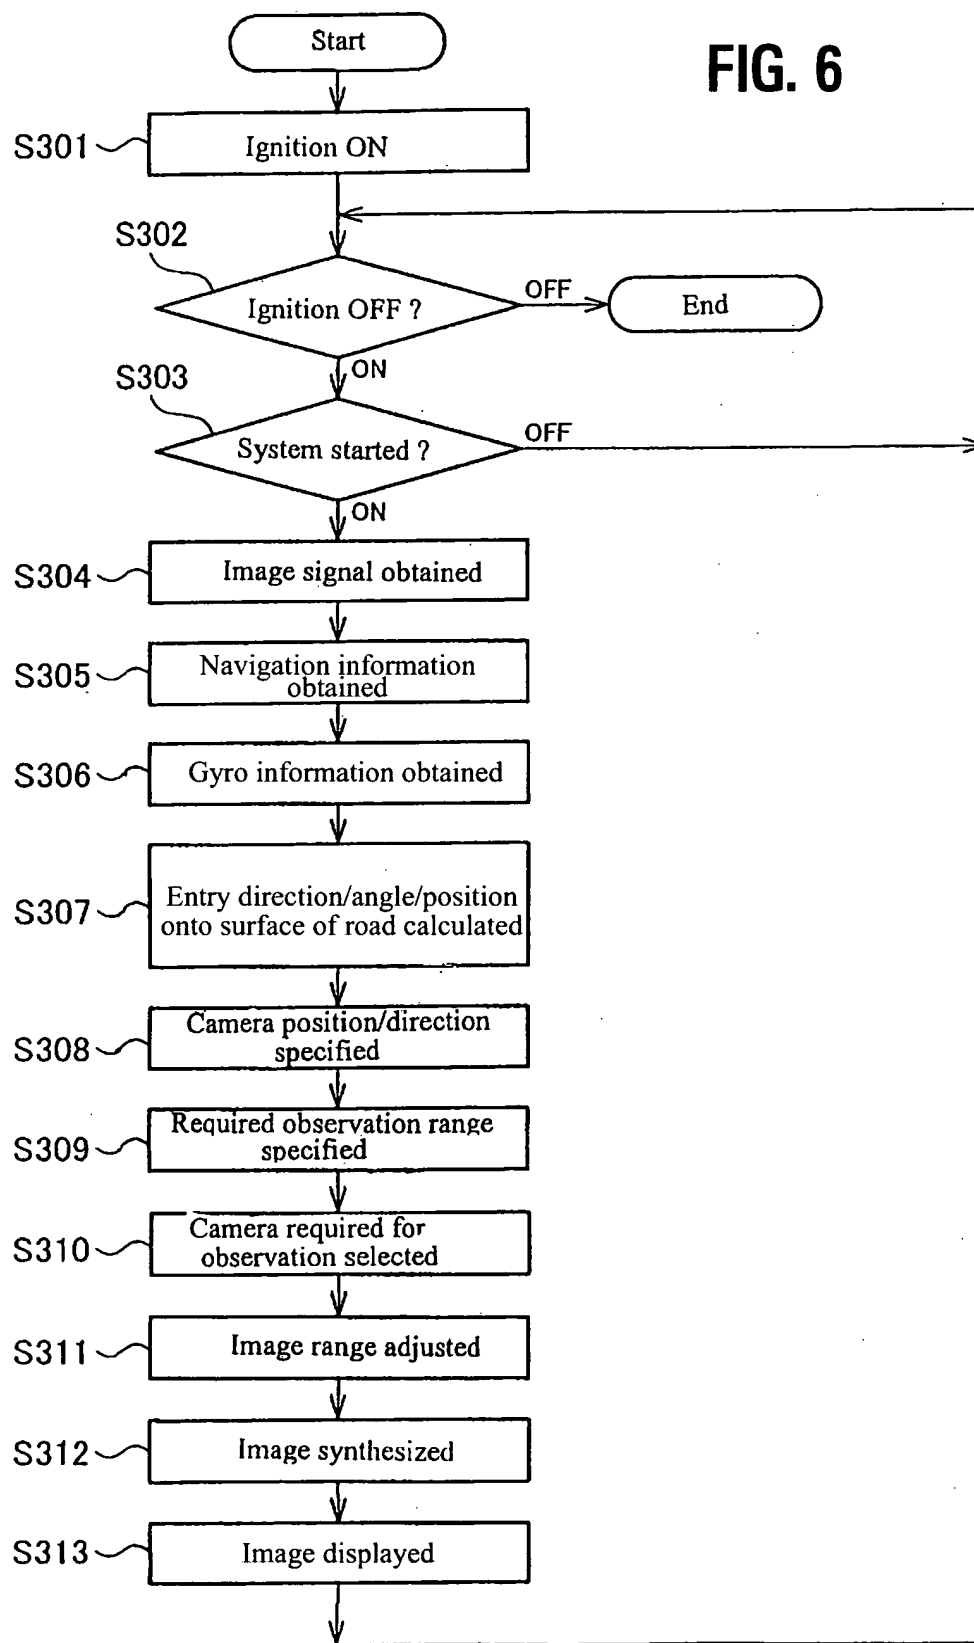 Start
FIG. 6
S301
Ignition ON
S302
Ignition OFF ?
OFF
End
ON
S303
System started ?
OFF
ON
S304
Image signal obtained
S305
Navigation information
obtained
S306
Gyro information obtained
S307
Entry direction/angle/position
onto surface of road calculated
S308
Camera position/direction
specified
S309
Required observation range
specified
S310
Camera required for
observation selected
S311
Image range adjusted
S312
Image synthesized
S313
Image displayed